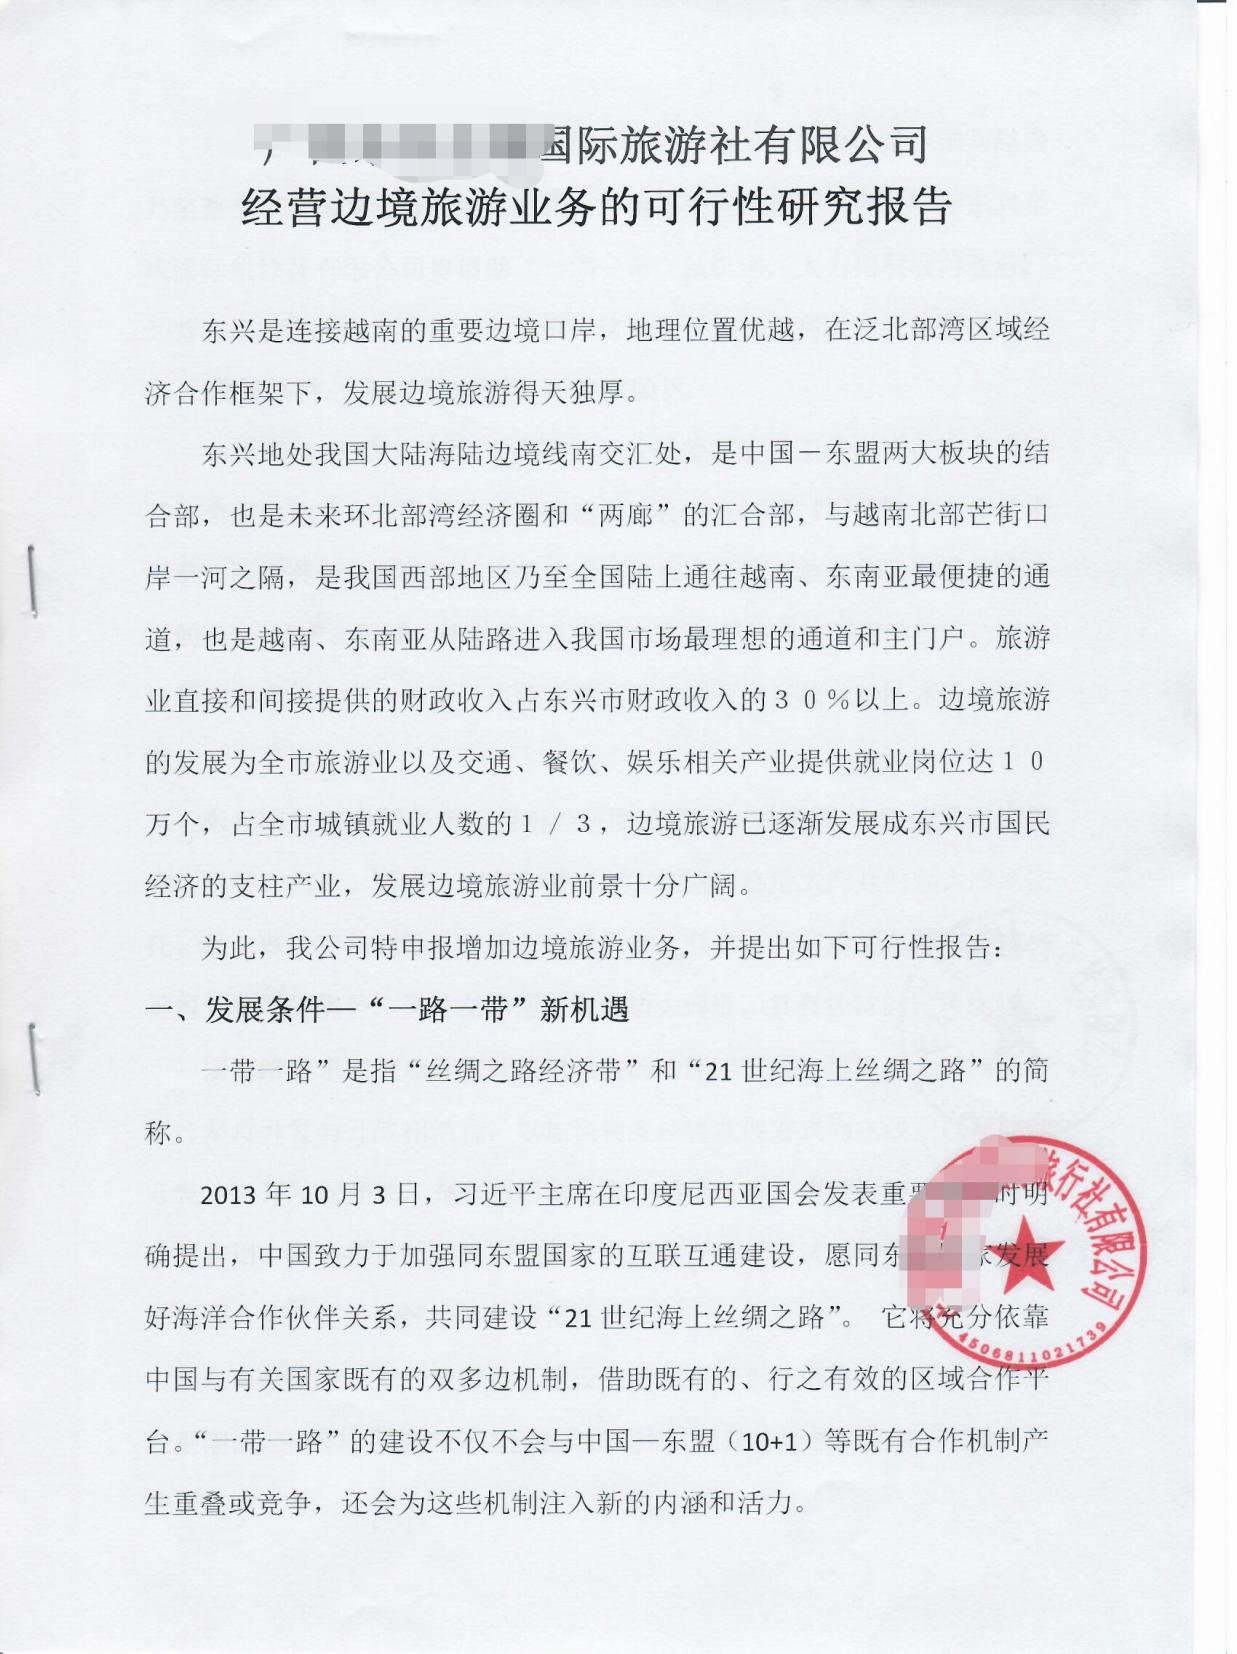 国际旅游社有限公司
经营边境旅游业务的可行性研究报告
东兴是连接越南的重要边境口岸，地理位置优越，在泛北部湾区域经
济合作框架下，发展边境旅游得天独厚。
东兴地处我国大陆海陆边境线南交汇处，是中国－东盟两大板块的结
合部，也是未来环北部湾经济圈和“两廊”的汇合部，与越南北部芒街口
岸一河之隔，是我国西部地区乃至全国陆上通往越南、东南亚最便捷的通
道，也是越南、东南亚从陆路进入我国市场最理想的通道和主门户。旅游
业直接和间接提供的财政收入占东兴市财政收入的３０％以上。边境旅游
的发展为全市旅游业以及交通、餐饮、娱乐相关产业提供就业岗位达１０
万个，占全市城镇就业人数的１／３，边境旅游已逐渐发展成东兴市国民
经济的支柱产业，发展边境旅游业前景十分广阔。
为此，我公司特申报增加边境旅游业务，并提出如下可行性报告：
一、发展条件—“一路一带”新机遇
一带一路”是指“丝绸之路经济带”和“21世纪海上丝绸之路”的简
称。
2013 年 10 月 3 日，习近平主席在印度尼西亚国会发表重要时明
确提出，中国致力于加强同东盟国家的互联互通建设，愿同东家发展
好海洋合作伙伴关系，共同建设“21世纪海上丝绸之路”。 它将充分依靠
中国与有关国家既有的双多边机制，借助既有的、行之有效的区域合作平
台。“一带一路”的建设不仅不会与中国—东盟（10+1）等既有合作机制产
生重叠或竞争，还会为这些机制注入新的内涵和活力。
旅行社有限公司
4506811021739